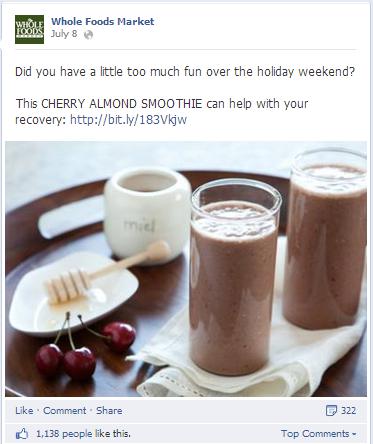 WHOLE
FOODS
MARKET
Whole Foods Market
July 8
Did you have a little too much fun over the holiday weekend?
This CHERRY ALMOND SMOOTHIE can help with your
recovery: http://bit.ly/183Vkjw
miel
Like · Comment · Share
322
1,138 people like this.
Top Comments